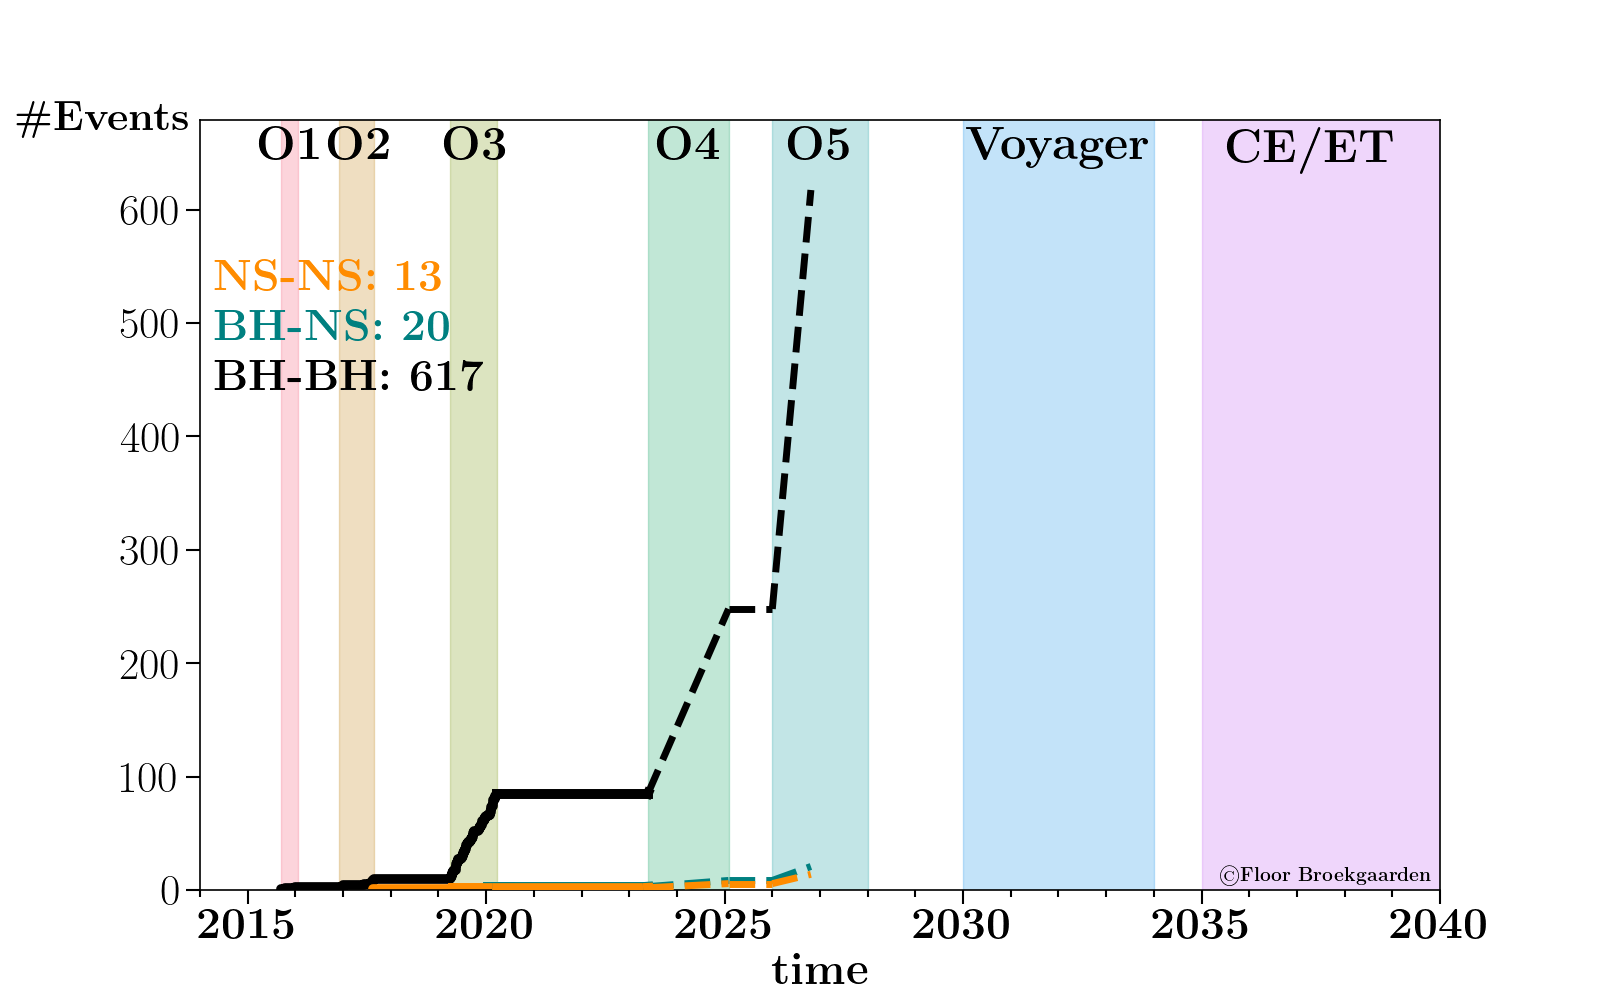 #Events
O1 O2 O3 O4 O5 Voyager CE/ET
600
NS-NS: 13
500
BH-NS: 20
BH-BH: 617
400
300
200
100
0
©Floor Broekgaarden
2015 2020 2025 2030 2035 2040
time